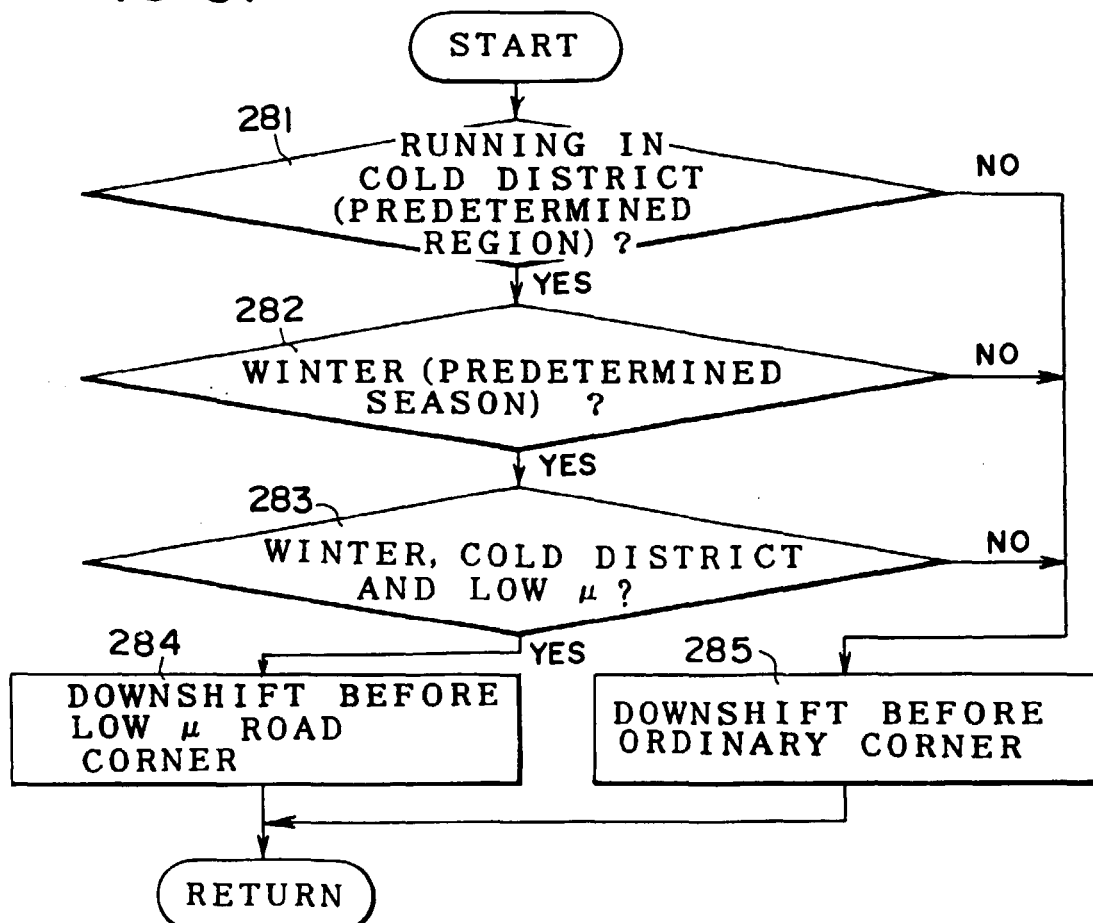 START
281
RUNNING IN
COLD DISTRICT
(PREDETERMINED
REGION) ?
NO
YES
282
WINTER (PREDETERMINED
SEASON) ?
NO
YES
283
WINTER, COLD DISTRICT
AND LOW μ ?
NO
YES
284
DOWNSHIFT BEFORE
LOW μ ROAD
CORNER
285
DOWNSHIFT BEFORE
ORDINARY CORNER
RETURN